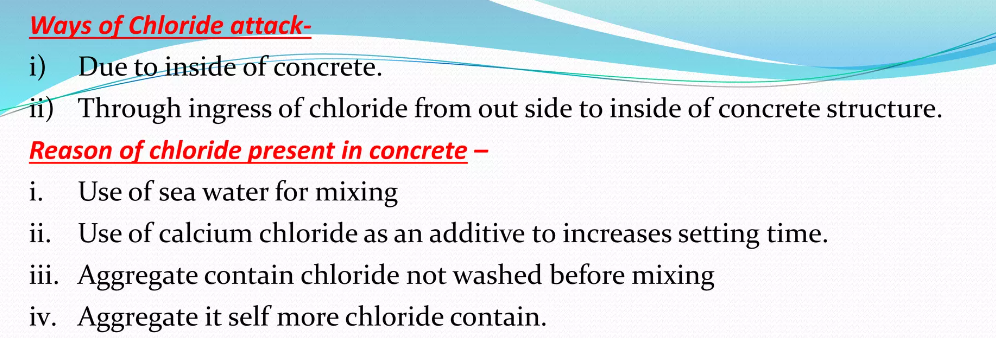 Ways of Chloride attack-
i) Due to inside of concrete.
ii) Through ingress of chloride from out side to inside of concrete structure.
Reason of chloride present in concrete –
i. Use of sea water for mixing
ii. Use of calcium chloride as an additive to increases setting time.
iii. Aggregate contain chloride not washed before mixing
iv. Aggregate it self more chloride contain.